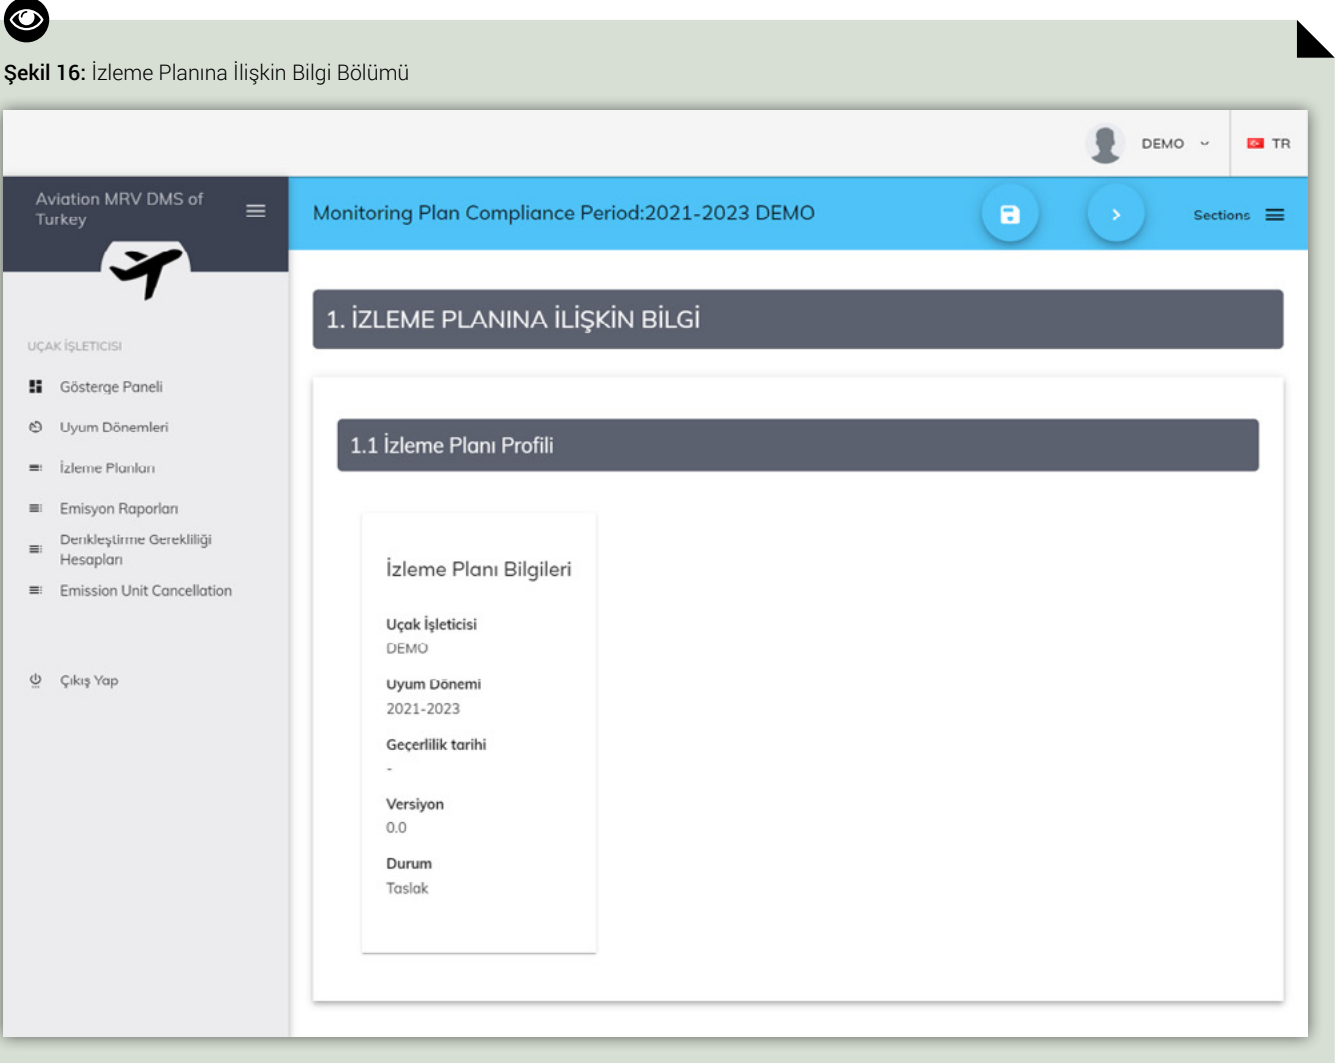 Şekil 16: İzleme Planına İlişkin Bilgi Bölümü
DEMO
TR
Aviation MRV DMS of
Turkey
Monitoring Plan Compliance Period:2021-2023 DEMO
Sections
UÇAK İŞLETICISI
Gösterge Paneli
Uyum Dönemleri
İzleme Planları
Emisyon Raporları
Denkleştirme Gerekliliği
Hesapları
Emission Unit Cancellation
Çıkış Yap
1. İZLEME PLANINA İLİŞKİN BİLGİ
1.1 İzleme Planı Profili
İzleme Planı Bilgileri
Uçak İşleticisi
DEMO
Uyum Dönemi
2021-2023
Geçerlilik tarihi
-
Versiyon
0.0
Durum
Taslak